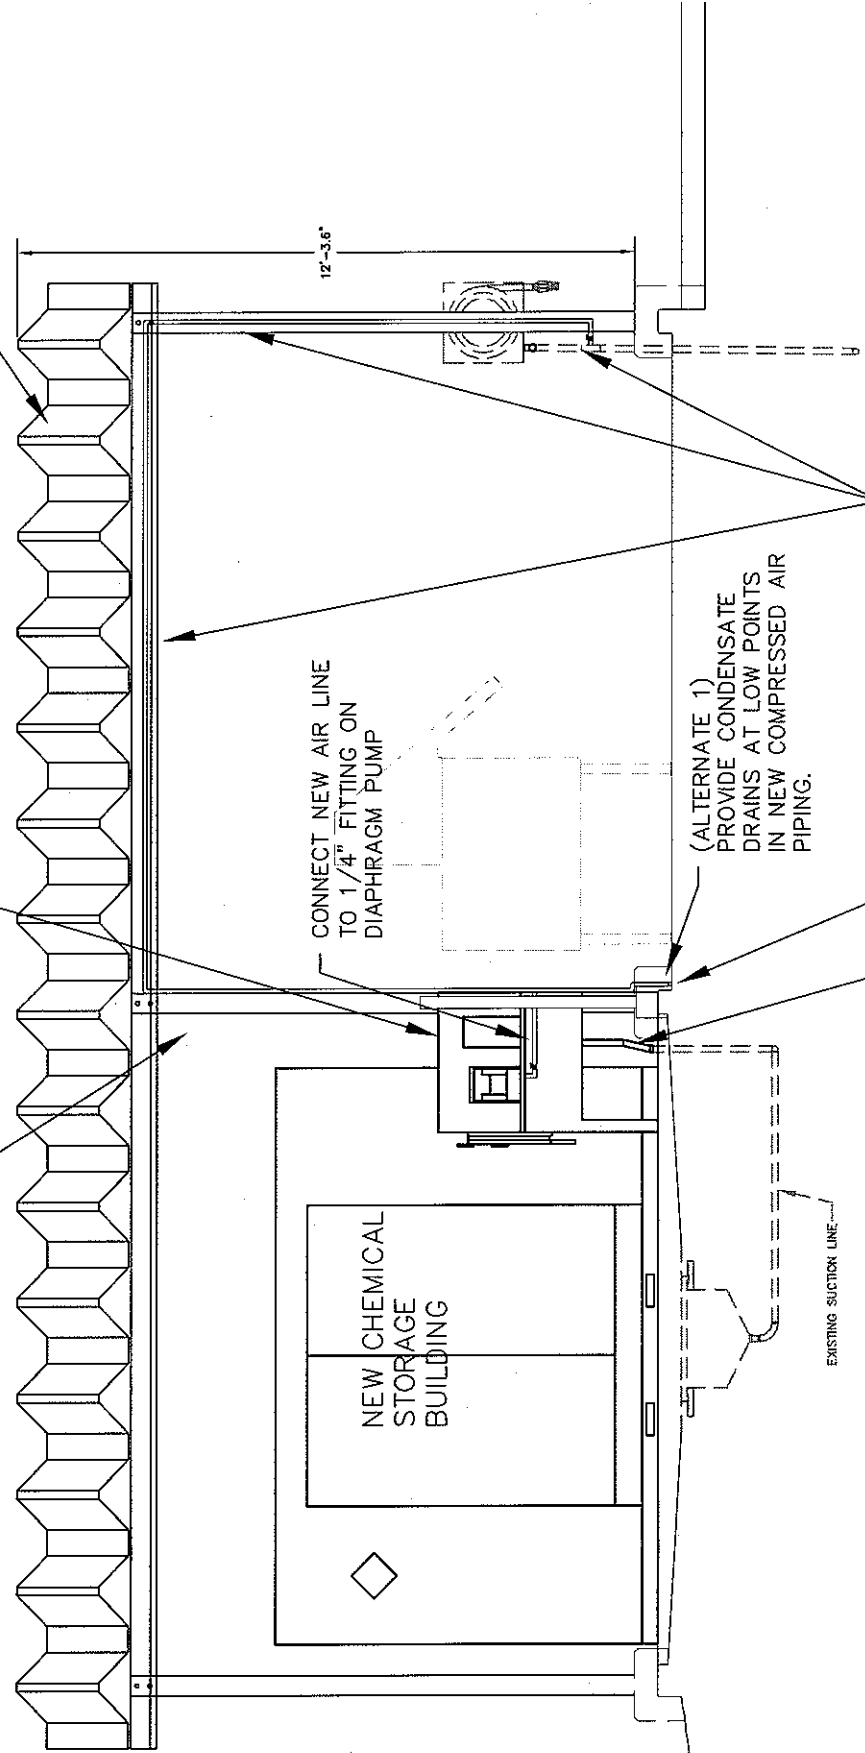 12'-3.6"
CONNECT NEW AIR LINE
TO 1/4" FITTING ON
DIAPHRAGM PUMP
(ALTERNATE 1)
PROVIDE CONDENSATE
DRAINS AT LOW POINTS
IN NEW COMPRESSED AIR
PIPING.
NEW CHEMICAL
STORAGE
BUILDING
EXISTING SUCTION LINE